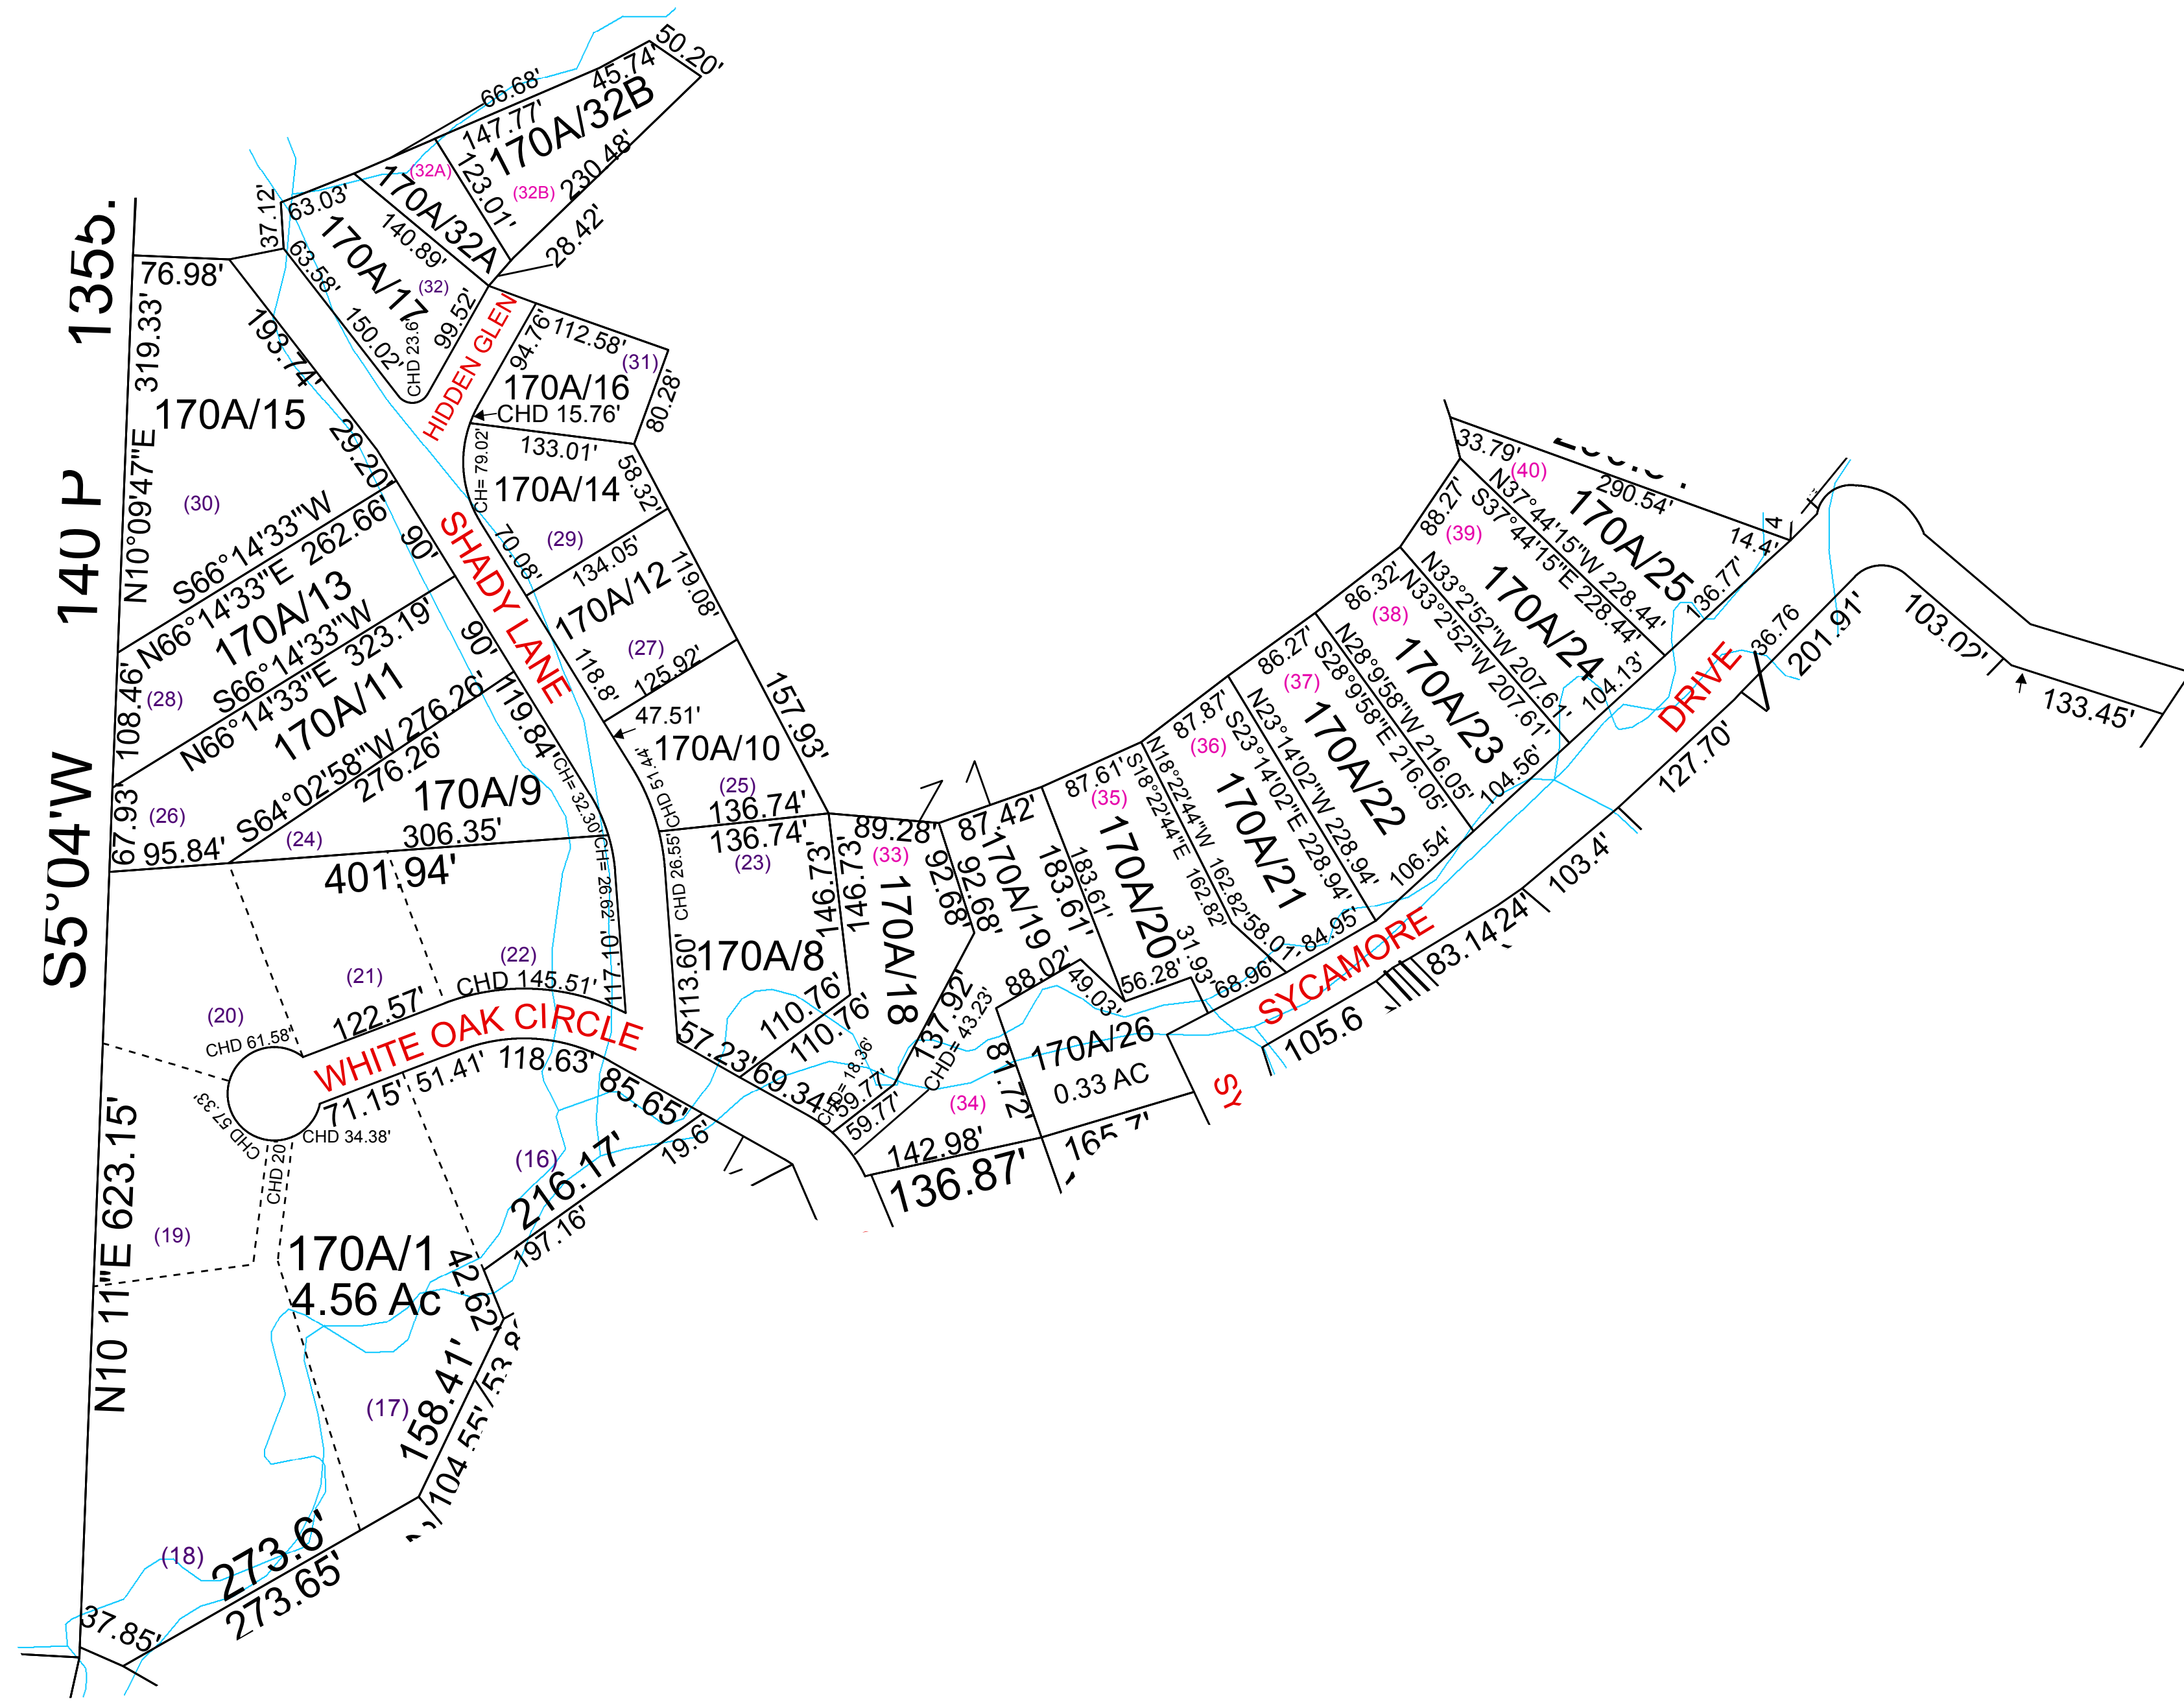 50.20'
45.74'
66.68'
147.77'
170A/32B
(32A)
123.01'
(32B)
230.48'
28.42'
37.12'
63.03'
170A/32A
140.89'
170A/17
(32)
63.58'
150.02'
CHD 23.6'
99.52'
HIDDEN GLEN
1355.
76.98'
N10°09'47"E 319.33'
193.74'
170A/15
29.20'
(30)
94.76'
112.58'
(31)
170A/16
CHD 15.76'
80.28'
133.01'
CH= 79.02'
170A/14
58.32'
70.08'
(29)
134.05'
140 P
S66°14'33"W
N66°14'33"E 262.66'
170A/13
90'
SHADY LANE
108.46'
(28)
S66°14'33"W
N66°14'33"E 323.19'
170A/11
90'
170A/12
119.08'
(27)
118.8'
125.92'
157.93'
67.93'
(26)
95.84'
S64°02'58"W 276.26'
276.26'
119.84'
(24)
170A/9
306.35'
CH= 32.30'
CH= 26.62'
401.94'
47.51'
170A/10
CHD 51.44'
(25)
136.74'
136.74'
(23)
CHD 26.55'
146.73'
146.73'
170A/8
113.60'
110.76'
110.76'
57.23'
69.34'
S5°04'W
(22)
(21)
(20)
CHD 145.51'
117.10'
122.57'
CHD 61.58'
WHITE OAK CIRCLE
71.15'
51.41'
118.63'
85.65'
CHD 57.33'
CHD 34.38'
CHD 20'
19.6'
(16)
216.17'
197.16'
N10 11"E 623.15'
(19)
170A/1
4.56 Ac
42.62'
158.41'
53.8
104.55'
(17)
(18)
273.6'
273.65'
37.85'
89.28'
(33)
170A/18
92.68'
92.68'
137.92'
CHD= 43.23'
CHD= 18.36'
59.77'
59.77'
(34)
142.98'
136.87'
87.42'
170A/19
183.61'
183.61'
88.02'
49.03'
81.72'
170A/26
0.33 AC
165.7'
87.61'
(35)
170A/20
56.28'
31.93'
68.96'
SY
N18°22'44"W 162.82'
S18°22'44"E 162.82'
58.01'
87.87'
(36)
170A/21
84.95'
N23°14'02"W 228.94'
S23°14'02"E 228.94'
86.27'
(37)
170A/22
106.54'
N28°9'58"W 216.05'
S28°9'58"E 216.05'
86.32'
(38)
170A/23
104.56'
N33°2'52"W 207.61'
N33°2'52"W 207.61'
88.27'
(39)
170A/24
104.13'
N37°44'15"W 228.44'
S37°44'15"E 228.44'
33.79'
(40)
290.54'
170A/25
136.77'
14.4'
4
SYCAMORE
DRIVE
105.6
83.14
24'
103.4'
127.70'
36.76
201.91'
103.02'
133.45'